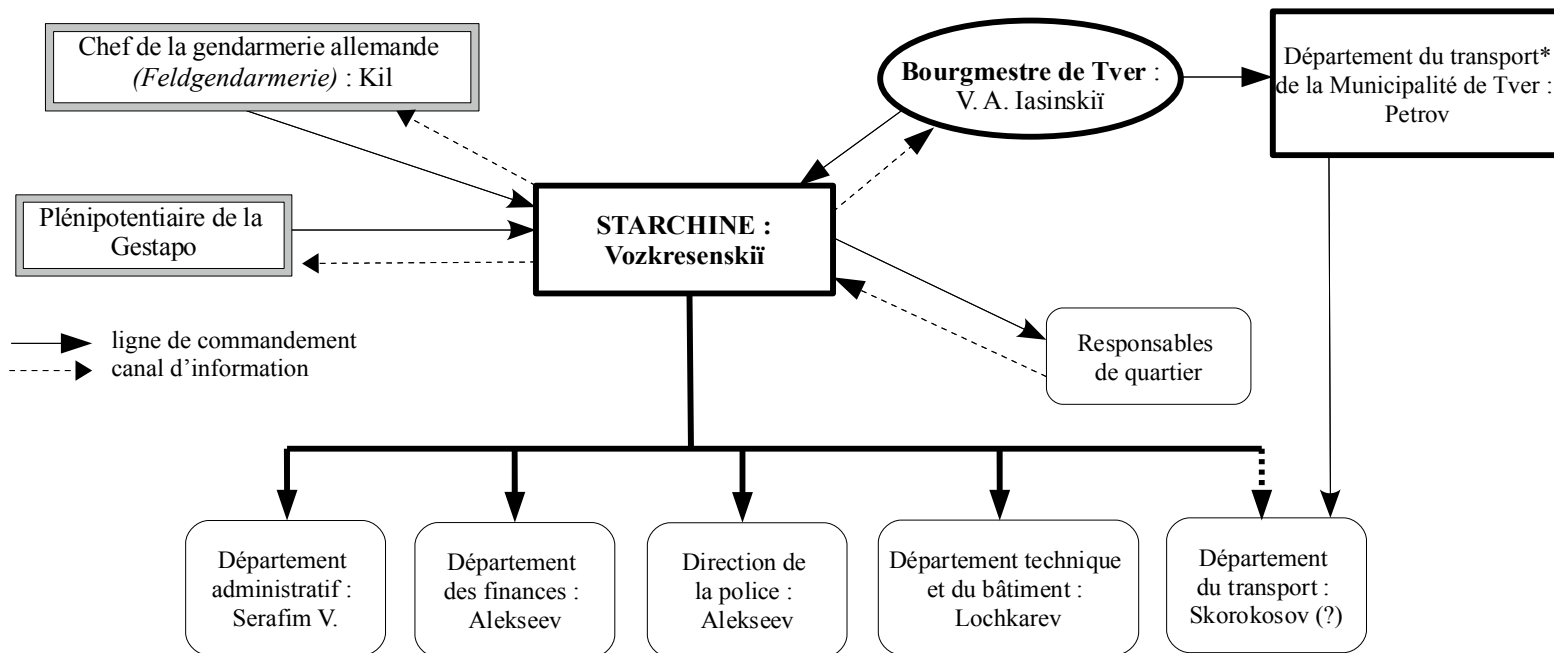 Chef de la gendarmerie allemande
(Feldgendarmerie) : Kil
Bourgmestre de Tver :
V. A. Iasinskiï
Département du transport*
de la Municipalité de Tver :
Petrov
Plénipotentiaire de la
Gestapo
STARCHINE :
Vozkresenskiï
ligne de commandement
canal d’information
Responsables
de quartier
Département
administratif :
Serafim V.
Département
des finances :
Alekseev
Direction de
la police :
Alekseev
Département technique
et du bâtiment :
Lochkarev
Département
du transport :
Skorokosov (?)